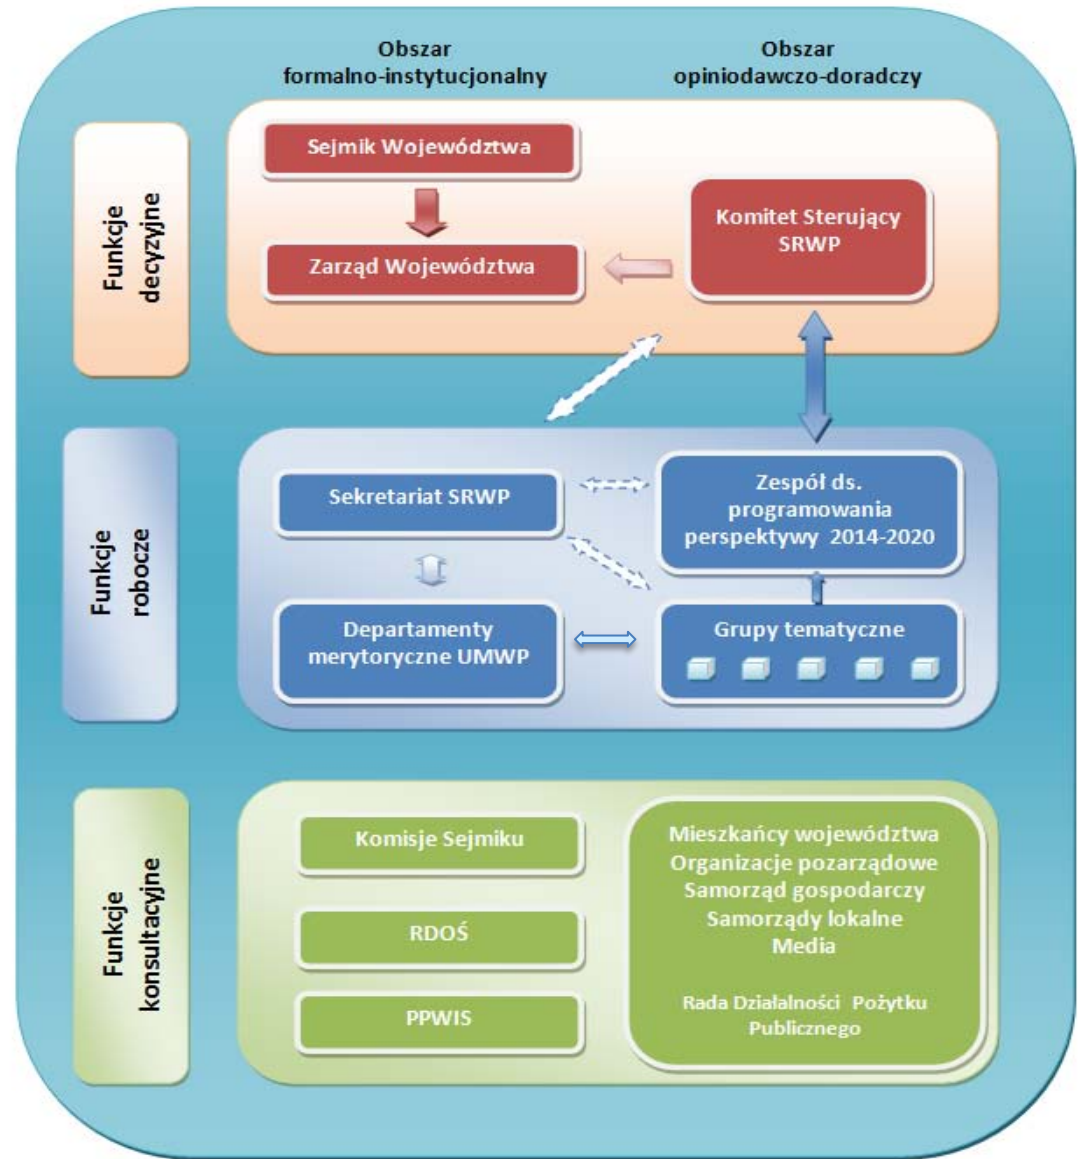 Obszar
formalno-instytucjonalny
Obszar
opiniodawczo-doradczy
Funkcje
decyzyjne
Sejmik Województwa
Zarząd Województwa
Komitet Sterujący
SRWP
Funkcje
robocze
Sekretariat SRWP
Zespół ds.
programowania
perspektywy 2014-2020
Departamenty
merytoryczne UMWP
Grupy tematyczne
Funkcje
konsultacyjne
Komisje Sejmiku
RDOŚ
PPWIS
Mieszkańcy województwa
Organizacje pozarządowe
Samorząd gospodarczy
Samorządy lokalne
Media
Rada Działalności Pożytku
Publicznego